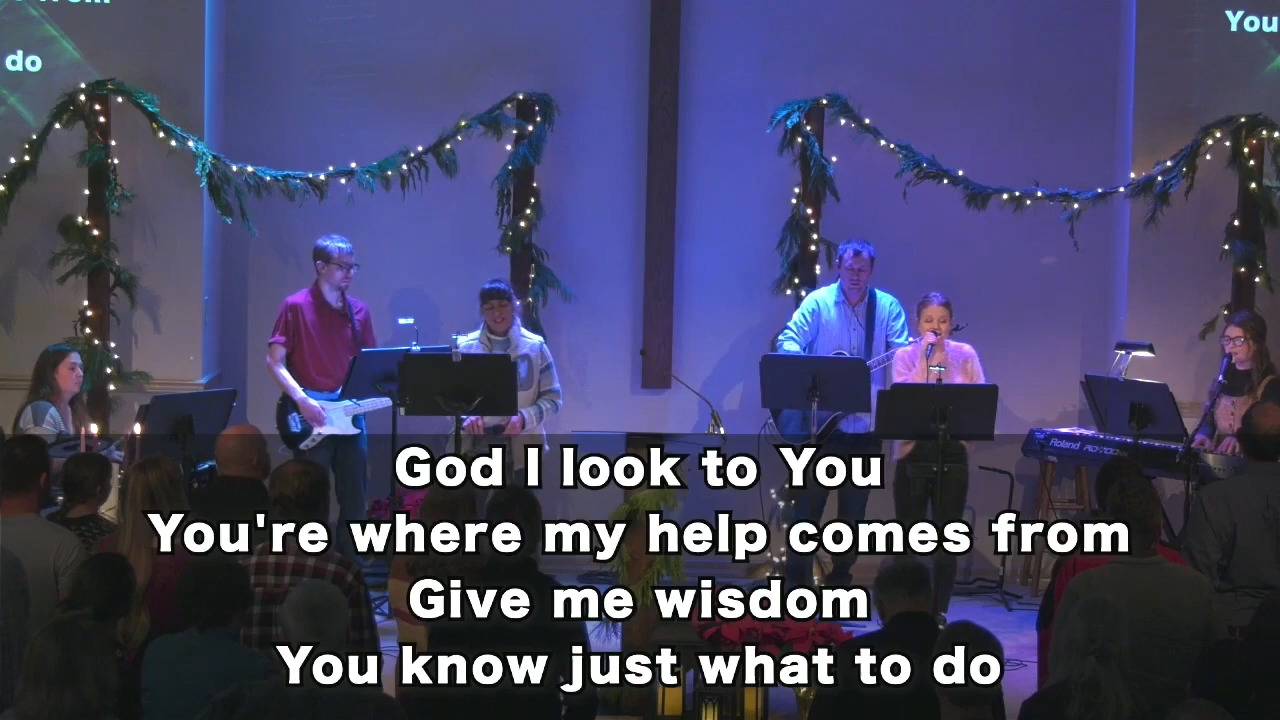 from
do
You
Roland
God I look to You
You're where my help comes from
Give me wisdom
You know just what to do